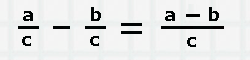 a/c − b/c = (a − b)/c